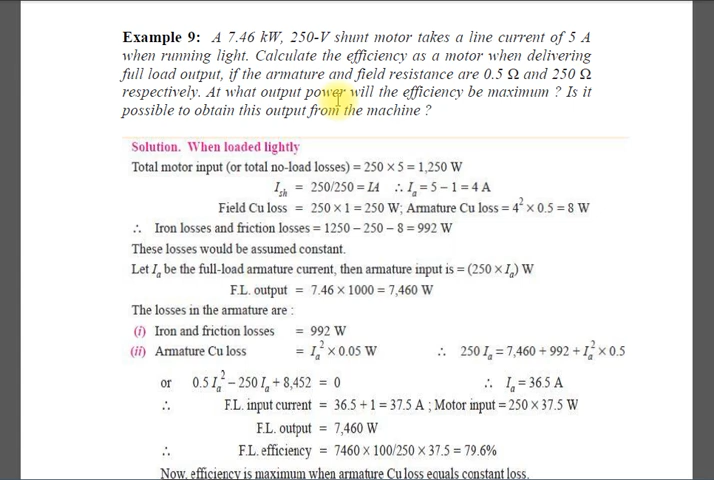 Example 9: A 7.46 kW, 250-V shunt motor takes a line current of 5 A
when running light. Calculate the efficiency as a motor when delivering
full load output, if the armature and field resistance are 0.5 Ω and 250 Ω
respectively. At what output power will the efficiency be maximum ? Is it
possible to obtain this output from the machine ?
Solution. When loaded lightly
Total motor input (or total no-load losses) = 250 × 5 = 1,250 W
Ish = 250/250 = 1A ∴ Ia = 5 – 1 = 4 A
Field Cu loss = 250 × 1 = 250 W; Armature Cu loss = 4² × 0.5 = 8 W
∴ Iron losses and friction losses = 1250 – 250 – 8 = 992 W
These losses would be assumed constant.
Let Ia be the full-load armature current, then armature input is = (250 × Ia) W
F.L. output = 7.46 × 1000 = 7,460 W
The losses in the armature are :
(i) Iron and friction losses = 992 W
(ii) Armature Cu loss = Ia² × 0.05 W ∴ 250 Ia = 7,460 + 992 + Ia² × 0.5
or 0.5 Ia² – 250 Ia + 8,452 = 0 ∴ Ia = 36.5 A
∴ F.L. input current = 36.5 + 1 = 37.5 A ; Motor input = 250 × 37.5 W
F.L. output = 7,460 W
∴ F.L. efficiency = 7460 × 100/250 × 37.5 = 79.6%
Now, efficiency is maximum when armature Cu loss equals constant loss.